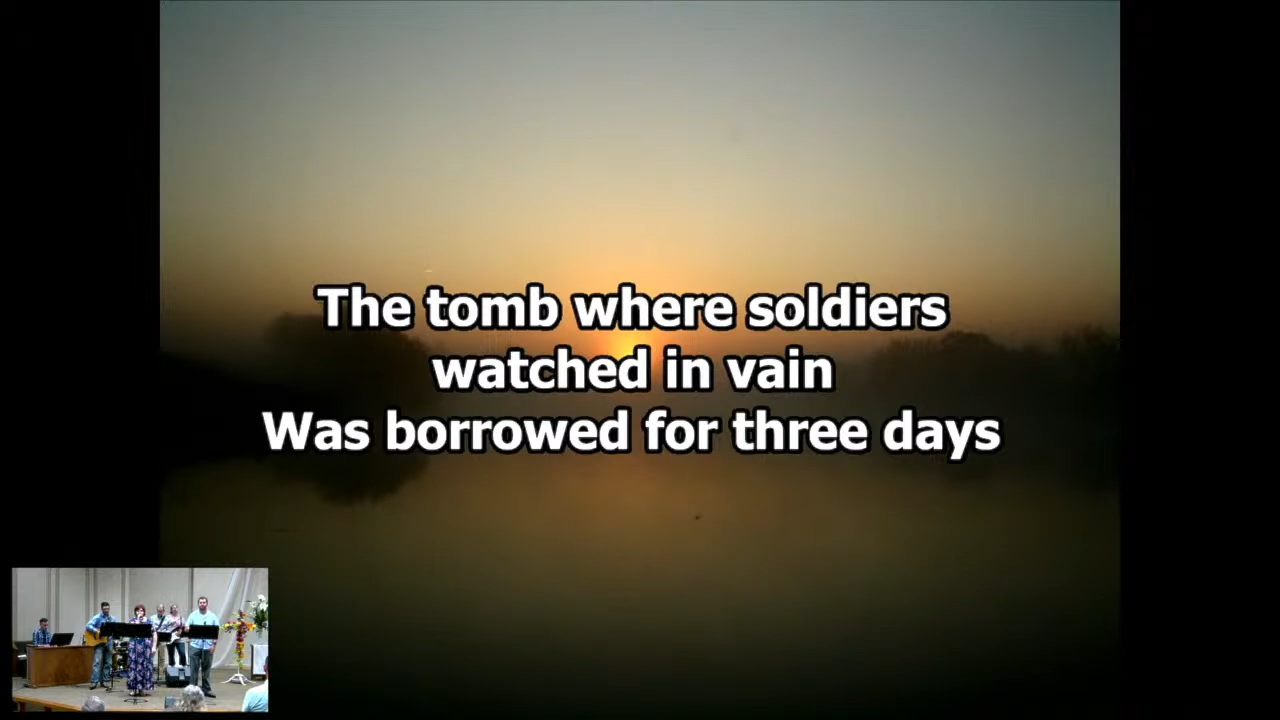 The tomb where soldiers
watched in vain
Was borrowed for three days